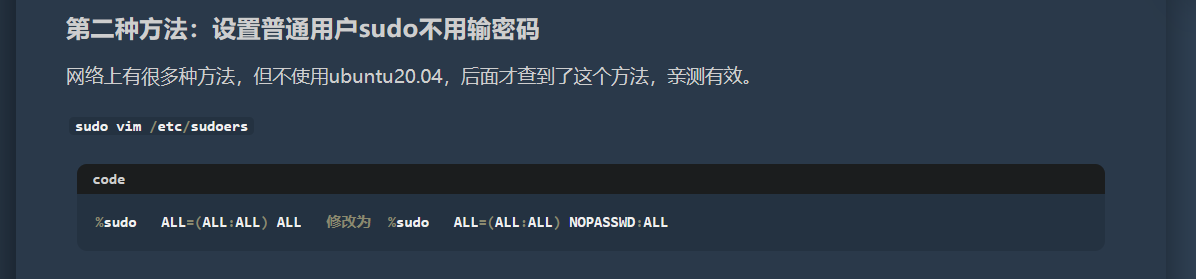 第二种方法：设置普通用户sudo不用输密码
网络上有很多种方法，但不使用ubuntu20.04，后面才查到了这个方法，亲测有效。
sudo vim /etc/sudoers
code
%sudo   ALL=(ALL:ALL) ALL   修改为  %sudo   ALL=(ALL:ALL) NOPASSWD:ALL